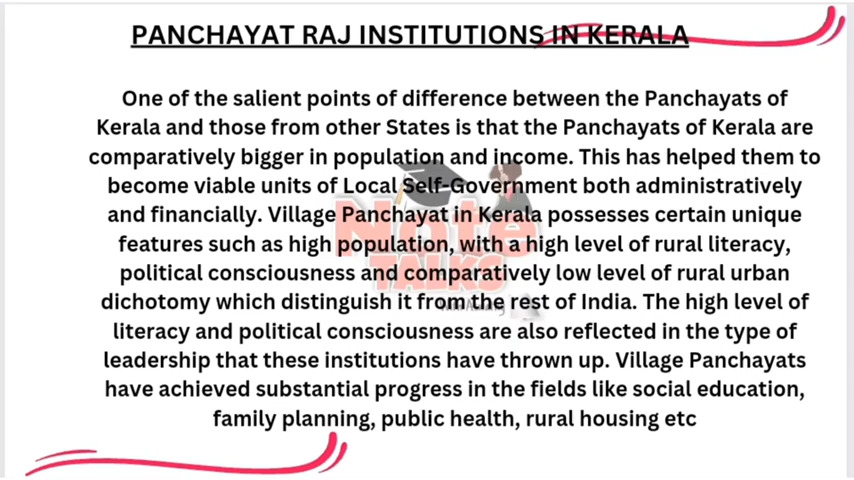 PANCHAYAT RAJ INSTITUTIONS IN KERALA
One of the salient points of difference between the Panchayats of
Kerala and those from other States is that the Panchayats of Kerala are
comparatively bigger in population and income. This has helped them to
become viable units of Local Self-Government both administratively
and financially. Village Panchayat in Kerala possesses certain unique
features such as high population, with a high level of rural literacy,
political consciousness and comparatively low level of rural urban
dichotomy which distinguish it from the rest of India. The high level of
literacy and political consciousness are also reflected in the type of
leadership that these institutions have thrown up. Village Panchayats
have achieved substantial progress in the fields like social education,
family planning, public health, rural housing etc
Note
TALKS